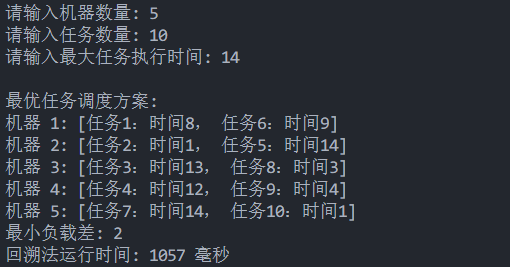 请输入机器数量: 5
请输入任务数量: 10
请输入最大任务执行时间: 14
最优任务调度方案:
机器 1: [任务1: 时间8, 任务6: 时间9]
机器 2: [任务2: 时间1, 任务5: 时间14]
机器 3: [任务3: 时间13, 任务8: 时间3]
机器 4: [任务4: 时间12, 任务9: 时间4]
机器 5: [任务7: 时间14, 任务10: 时间1]
最小负载差: 2
回溯法运行时间: 1057 毫秒